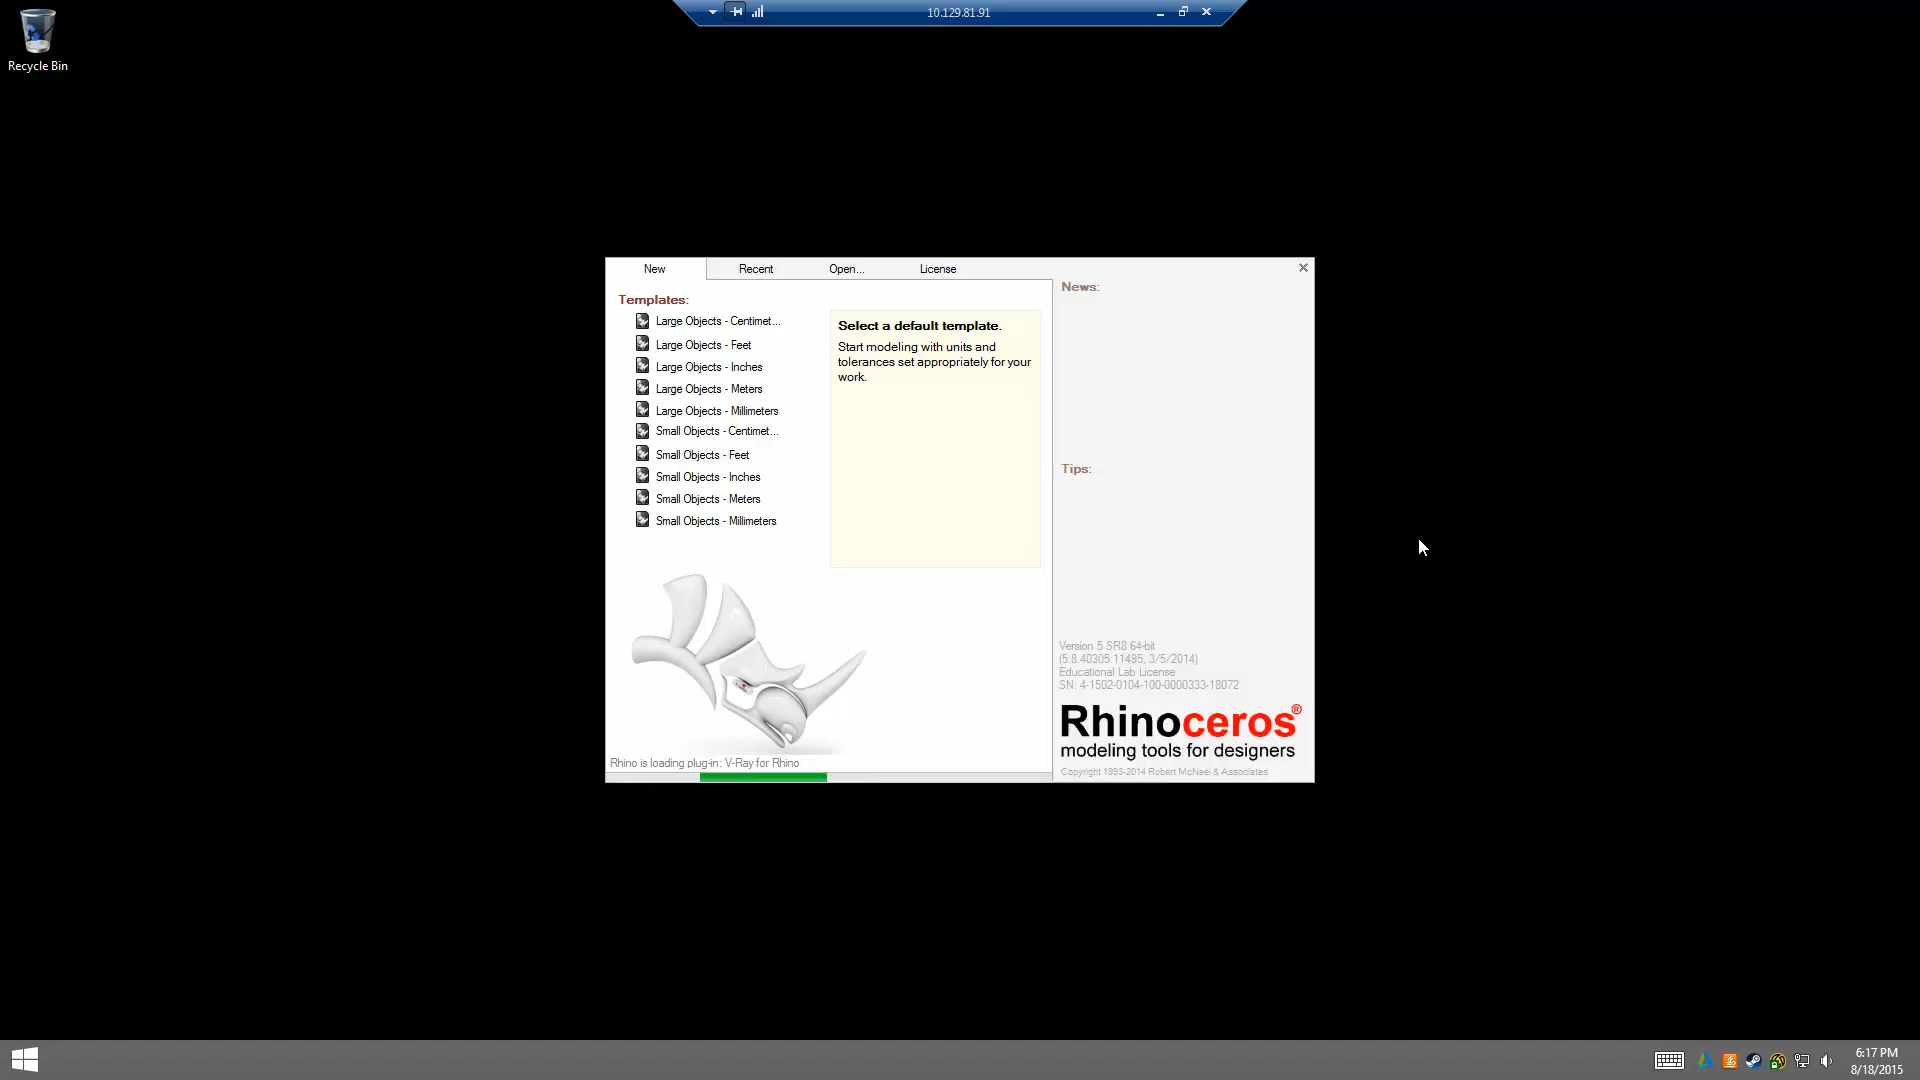 10.129.81.91
Recycle Bin
New
Recent
Open...
License
Templates:
Large Objects - Centimet...
Large Objects - Feet
Large Objects - Inches
Large Objects - Meters
Large Objects - Millimeters
Small Objects - Centimet...
Small Objects - Feet
Small Objects - Inches
Small Objects - Meters
Small Objects - Millimeters
Select a default template.
Start modeling with units and
tolerances set appropriately for your
work.
Rhino is loading plug-in: V-Ray for Rhino
News:
Tips:
Version 5 SR8 64-bit
(5.8.40305.11495, 3/5/2014)
Educational Lab License
SN: 4-1502-0104-100-0000333-18072
Rhinoceros®
modeling tools for designers
Copyright 1993-2014 Robert McNeel & Associates
6:17 PM
8/18/2015